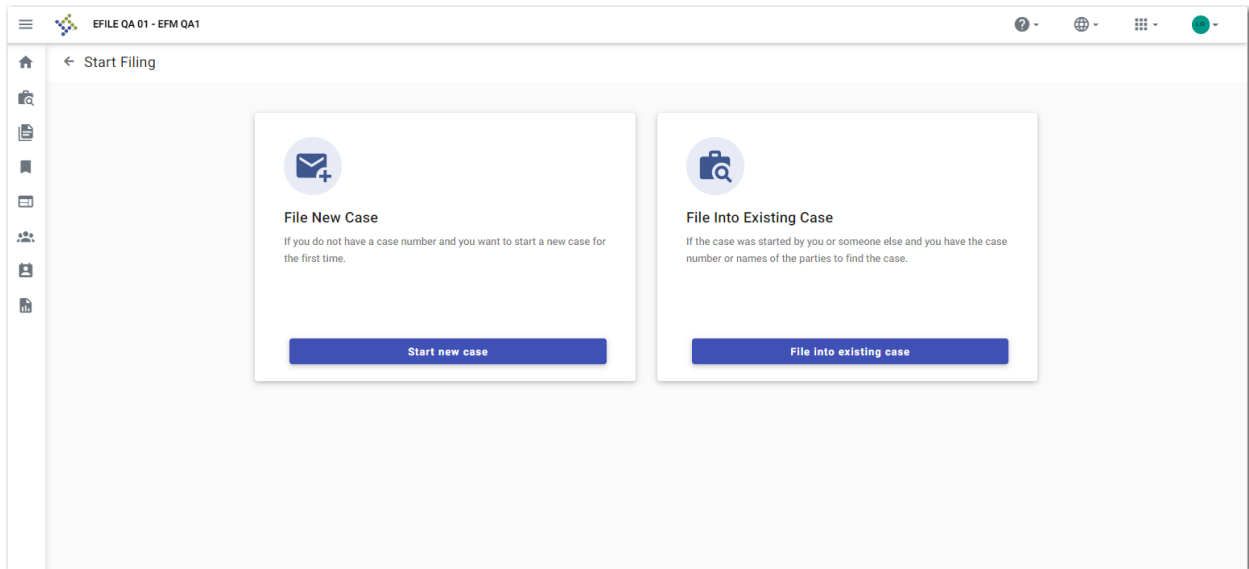 EFILE QA 01 - EFM QA1
Start Filing
File New Case
If you do not have a case number and you want to start a new case for
the first time.
Start new case
File Into Existing Case
If the case was started by you or someone else and you have the case
number or names of the parties to find the case.
File into existing case